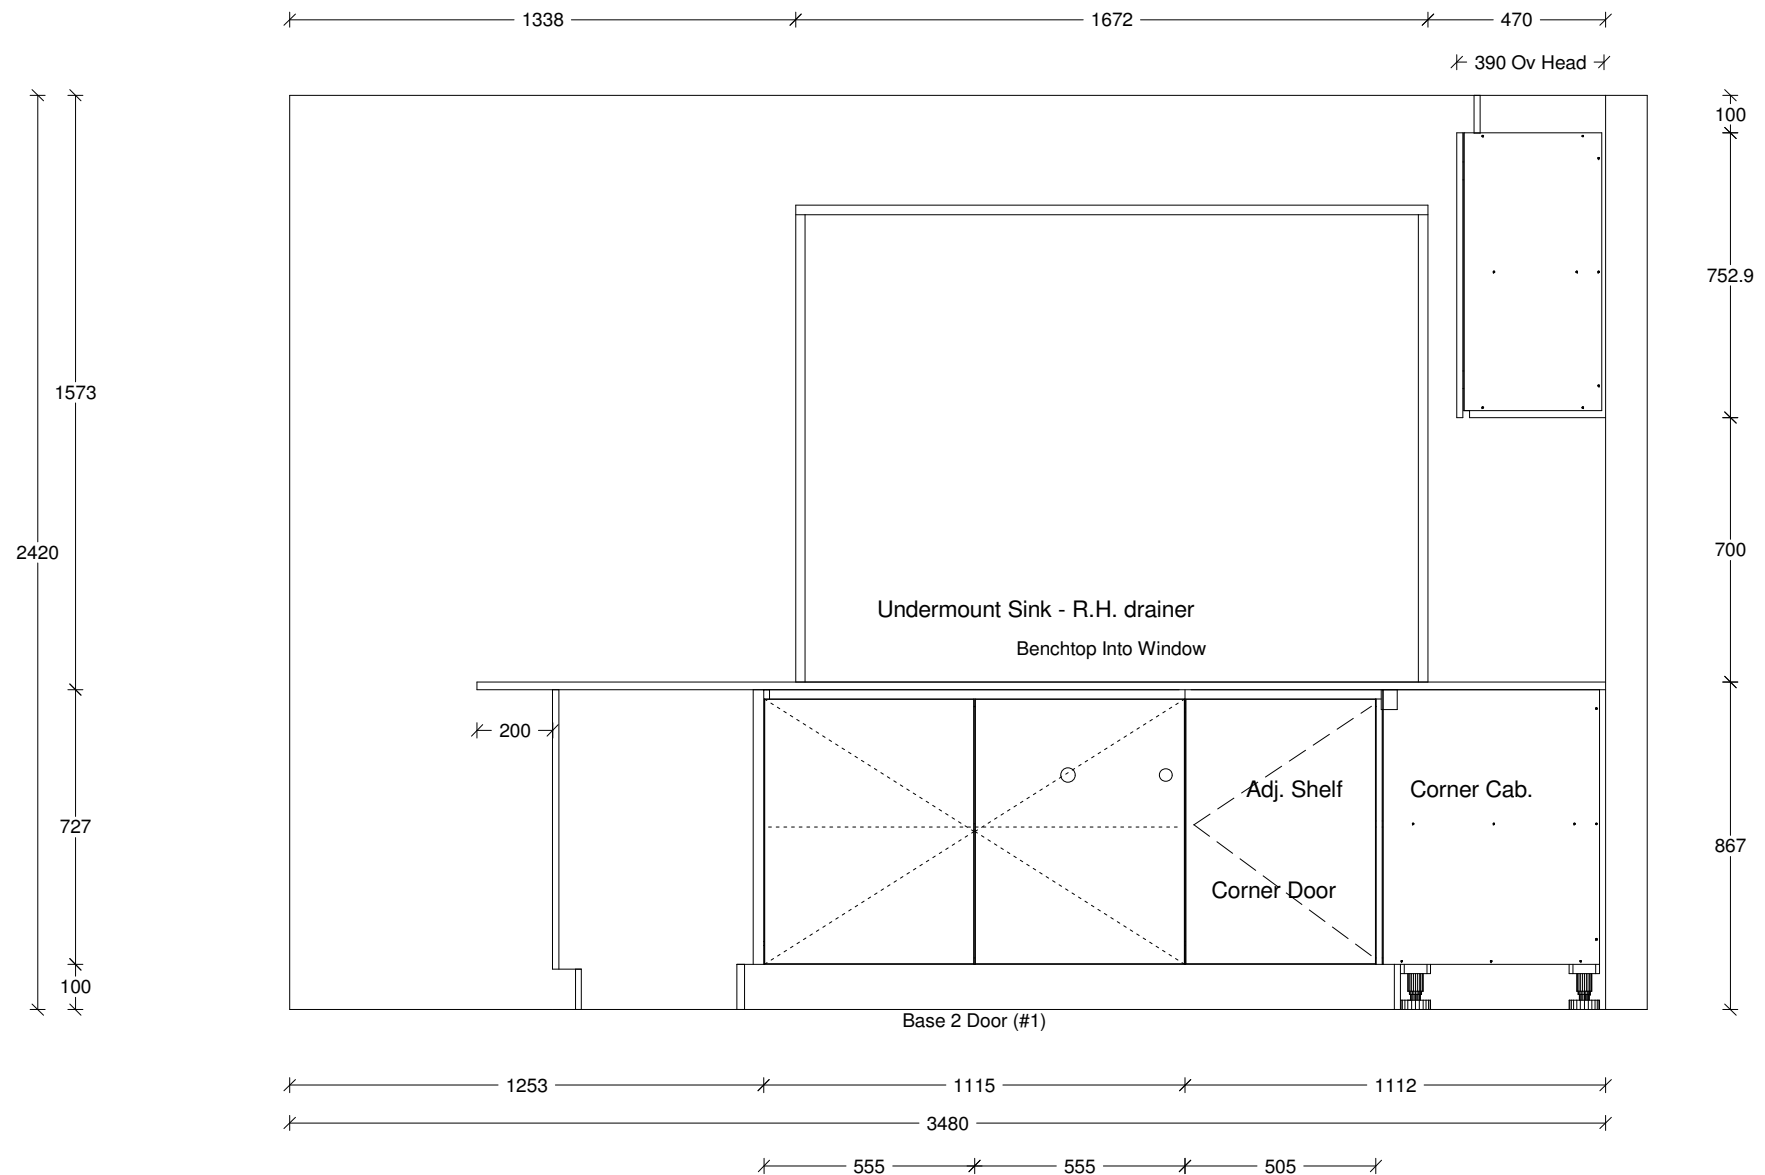 1338
1672
470
390 Ov Head
100
752.9
1573
2420
700
Undermount Sink - R.H. drainer
Benchtop Into Window
200
Adj. Shelf
Corner Cab.
727
867
Corner Door
100
Base 2 Door (#1)
1253
1115
1112
3480
555
555
505